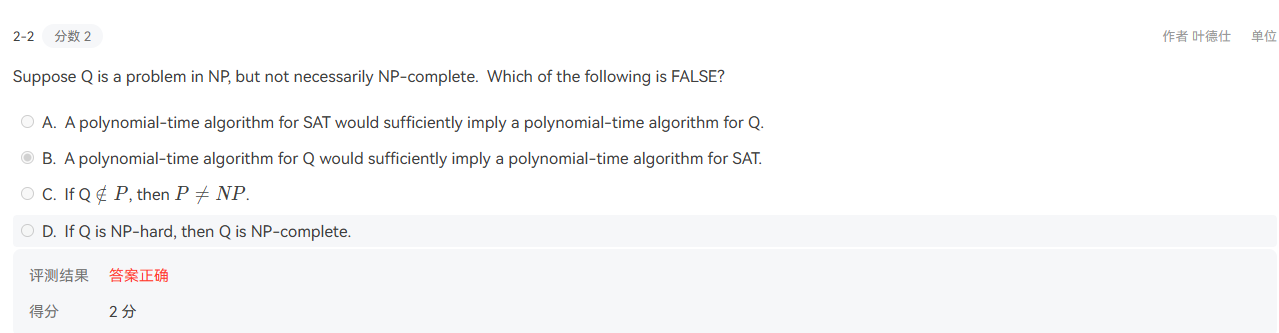 2-2 分数 2 作者 叶德仕 单位
Suppose Q is a problem in NP, but not necessarily NP-complete. Which of the following is FALSE?
A. A polynomial-time algorithm for SAT would sufficiently imply a polynomial-time algorithm for Q.
B. A polynomial-time algorithm for Q would sufficiently imply a polynomial-time algorithm for SAT.
C. If Q ∉ P, then P ≠ NP.
D. If Q is NP-hard, then Q is NP-complete.
评测结果 答案正确
得分 2 分